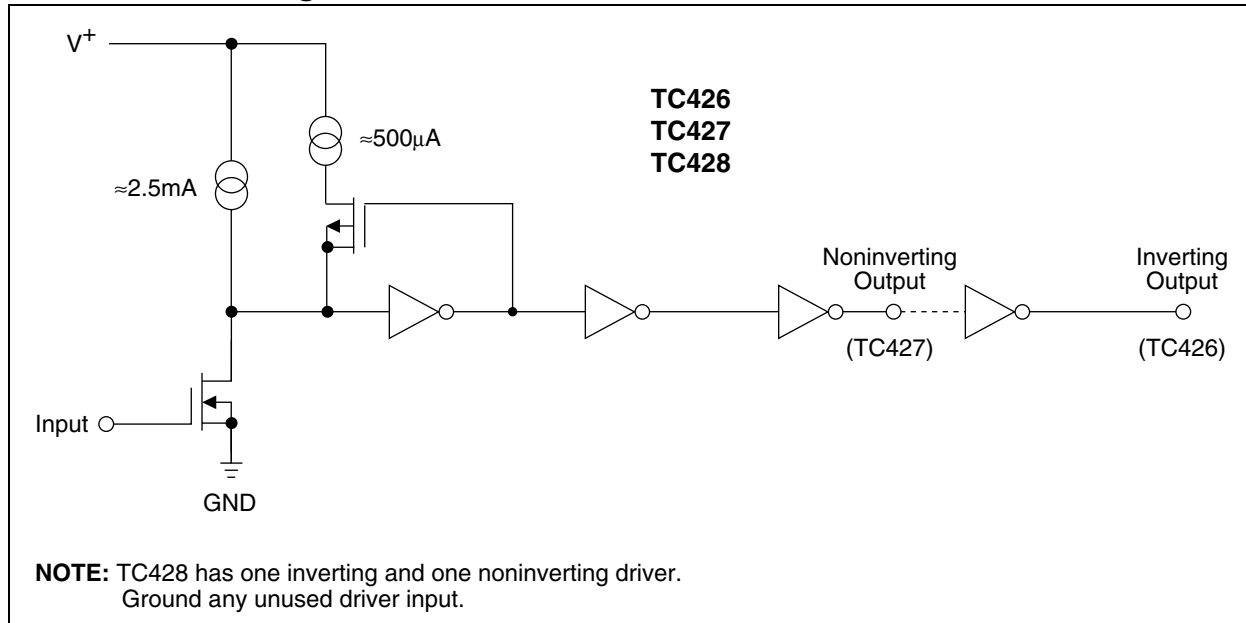 V+
≈500μA
TC426
TC427
TC428
≈2.5mA
Noninverting
Output
Inverting
Output
(TC427)
(TC426)
Input
GND
NOTE: TC428 has one inverting and one noninverting driver.
Ground any unused driver input.